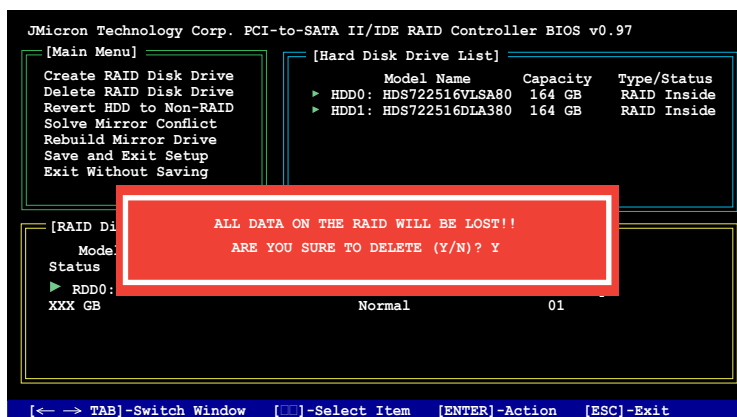 JMicron Technology Corp. PCI-to-SATA II/IDE RAID Controller BIOS v0.97
[Main Menu]
Create RAID Disk Drive
Delete RAID Disk Drive
Revert HDD to Non-RAID
Solve Mirror Conflict
Rebuild Mirror Drive
Save and Exit Setup
Exit Without Saving
[Hard Disk Drive List]
Model Name Capacity Type/Status
HDD0: HDS722516VLSA80 164 GB RAID Inside
HDD1: HDS722516DLA380 164 GB RAID Inside
ALL DATA ON THE RAID WILL BE LOST!!
ARE YOU SURE TO DELETE (Y/N)? Y
[RAID Di
Mode
Status
RDD0:
XXX GB Normal 01
[← → TAB]-Switch Window [□□]-Select Item [ENTER]-Action [ESC]-Exit